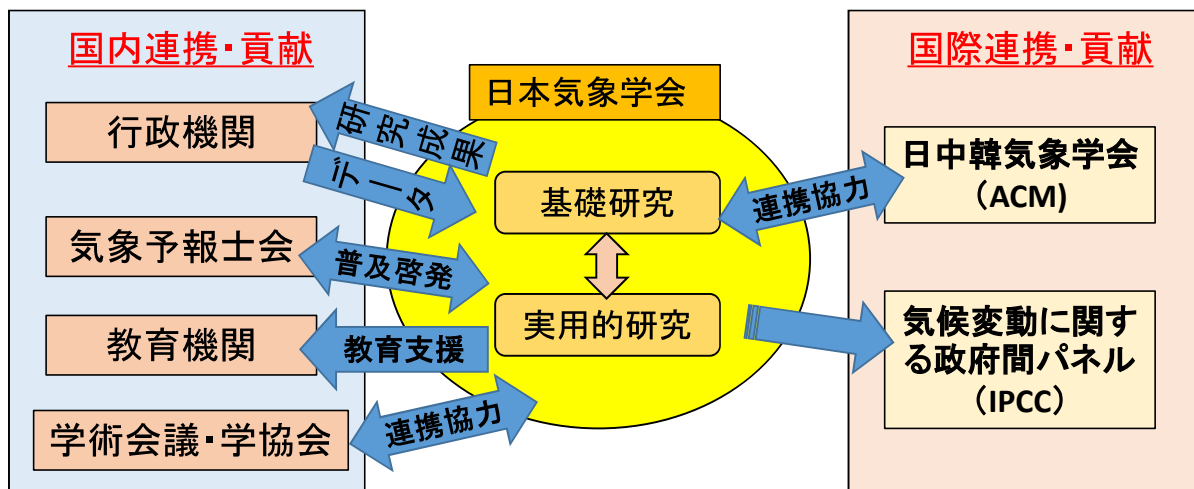 国内連携・貢献
行政機関
気象予報士会
教育機関
学術会議・学協会
研究成果
データ
普及啓発
教育支援
連携協力
日本気象学会
基礎研究
実用的研究
連携協力
国際連携・貢献
日中韓気象学会
（ACM)
気候変動に関す
る政府間パネル
（IPCC）